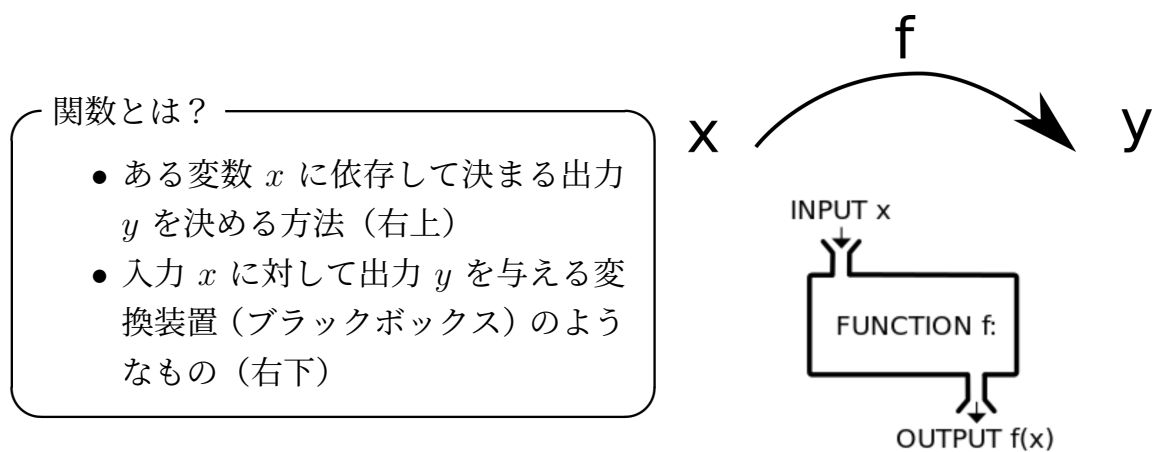 関数とは？
• ある変数 x に依存して決まる出力
y を決める方法（右上）
• 入力 x に対して出力 y を与える変
換装置（ブラックボックス）のよう
なもの（右下）
f
x
y
INPUT x
FUNCTION f:
OUTPUT f(x)